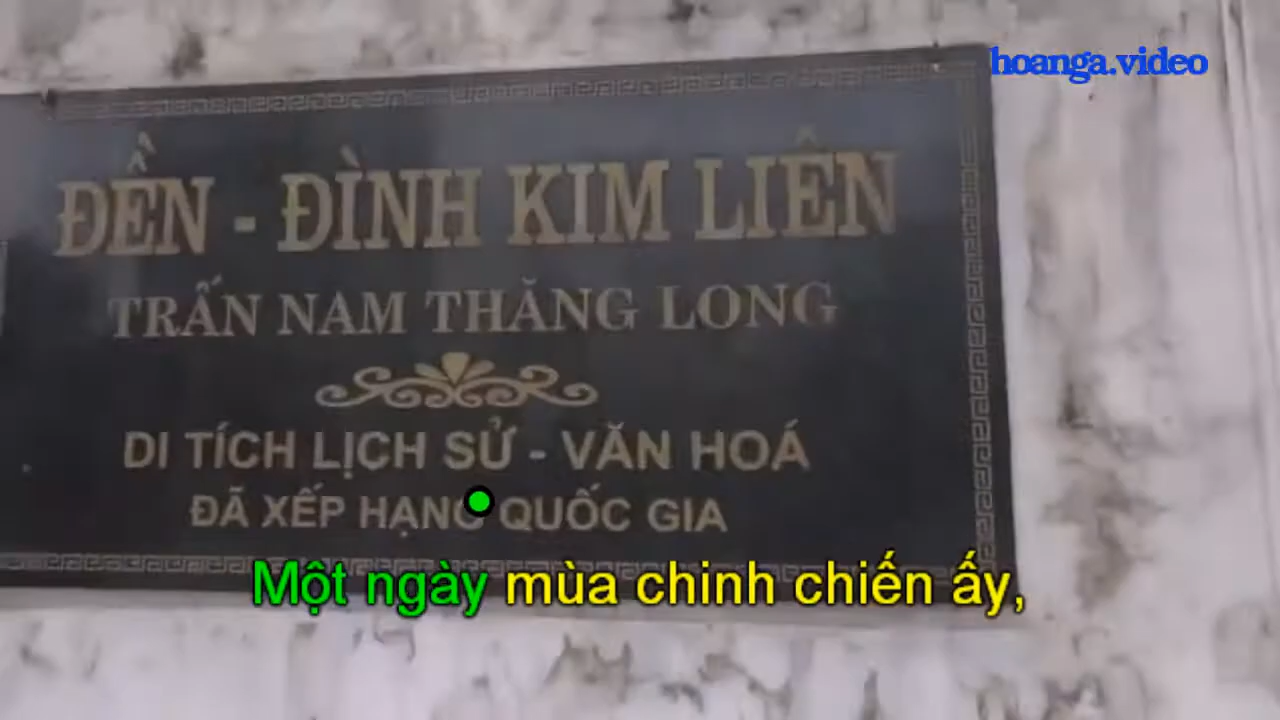 hoanga.video
ĐỀN - ĐÌNH KIM LIÊN
TRẤN NAM THĂNG LONG
DI TÍCH LỊCH SỬ - VĂN HOÁ
ĐÃ XẾP HẠNG QUỐC GIA
Một ngày mùa chinh chiến ấy,